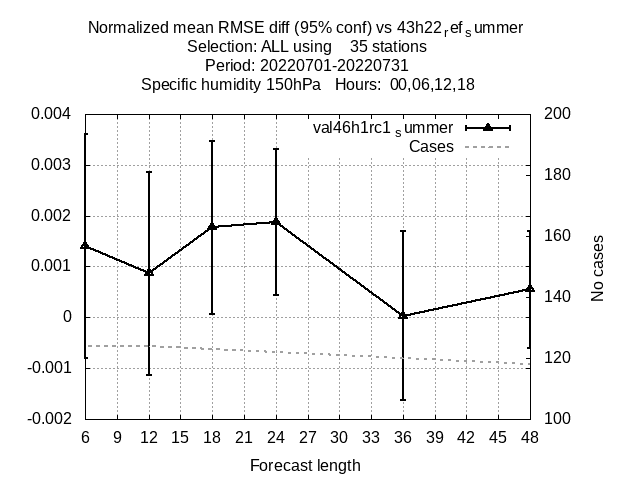 Normalized mean RMSE diff (95% conf) vs 43h22refsummer
Selection: ALL using 35 stations
Period: 20220701-20220731
Specific humidity 150hPa Hours: 00,06,12,18
0.004
0.003
0.002
0.001
0
-0.001
-0.002
val46h1rc1summer
Cases
200
180
160
140
120
100
No cases
6 9 12 15 18 21 24 27 30 33 36 39 42 45 48
Forecast length